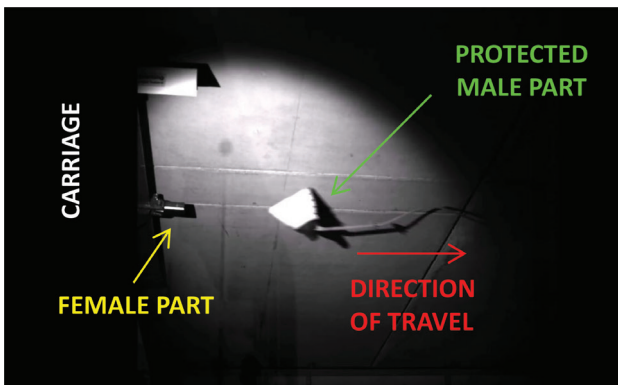 PROTECTED
MALE PART
CARRIAGE
FEMALE PART
DIRECTION
OF TRAVEL